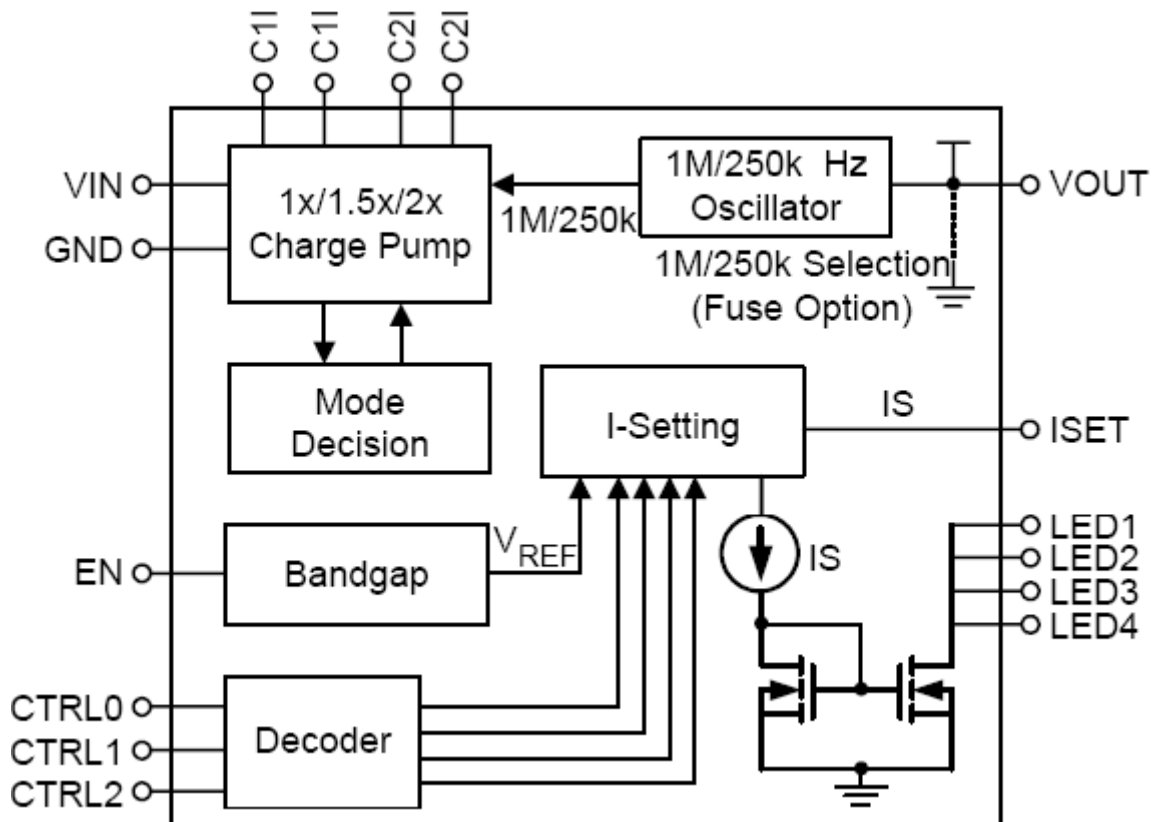 C1I
C1I
C2I
C2I
VIN
GND
1x/1.5x/2x
Charge Pump
1M/250k
1M/250k Hz
Oscillator
VOUT
1M/250k Selection
(Fuse Option)
Mode
Decision
I-Setting
IS
ISET
EN
Bandgap
VREF
IS
LED1
LED2
LED3
LED4
CTRL0
CTRL1
CTRL2
Decoder